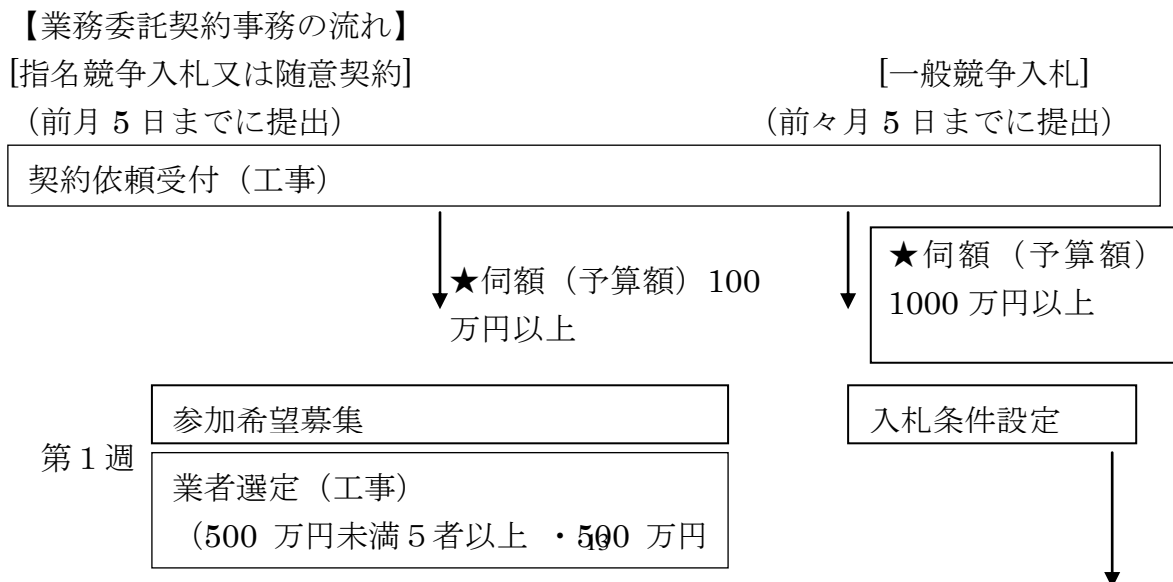 【業務委託契約事務の流れ】
[指名競争入札又は随意契約] [一般競争入札]
（前月 5 日までに提出） （前々月 5 日までに提出）
契約依頼受付（工事）
★伺額（予算額）100
万円以上
★伺額（予算額）
1000 万円以上
参加希望募集
入札条件設定
第１週
業者選定（工事）
（500 万円未満５者以上 ・500 万円
13